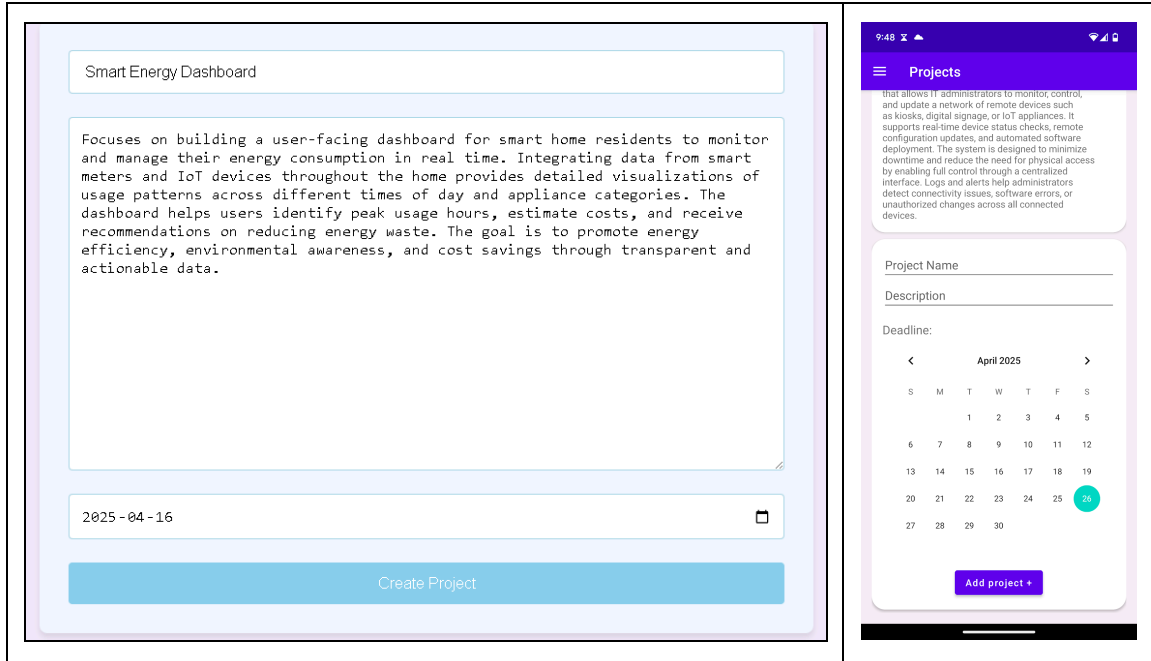 Smart Energy Dashboard
Focuses on building a user-facing dashboard for smart home residents to monitor
and manage their energy consumption in real time. Integrating data from smart
meters and IoT devices throughout the home provides detailed visualizations of
usage patterns across different times of day and appliance categories. The
dashboard helps users identify peak usage hours, estimate costs, and receive
recommendations on reducing energy waste. The goal is to promote energy
efficiency, environmental awareness, and cost savings through transparent and
actionable data.
2025-04-16
Create Project
9:48
Projects
that allows IT administrators to monitor, control,
and update a network of remote devices such
as kiosks, digital signage, or IoT appliances. It
supports real-time device status checks, remote
configuration updates, and automated software
deployment. The system is designed to minimize
downtime and reduce the need for physical access
by enabling full control through a centralized
interface. Logs and alerts help administrators
detect connectivity issues, software errors, or
unauthorized changes across all connected
devices.
Project Name
Description
Deadline:
April 2025
S M T W T F S
1 2 3 4 5
6 7 8 9 10 11 12
13 14 15 16 17 18 19
20 21 22 23 24 25 26
27 28 29 30
Add project +